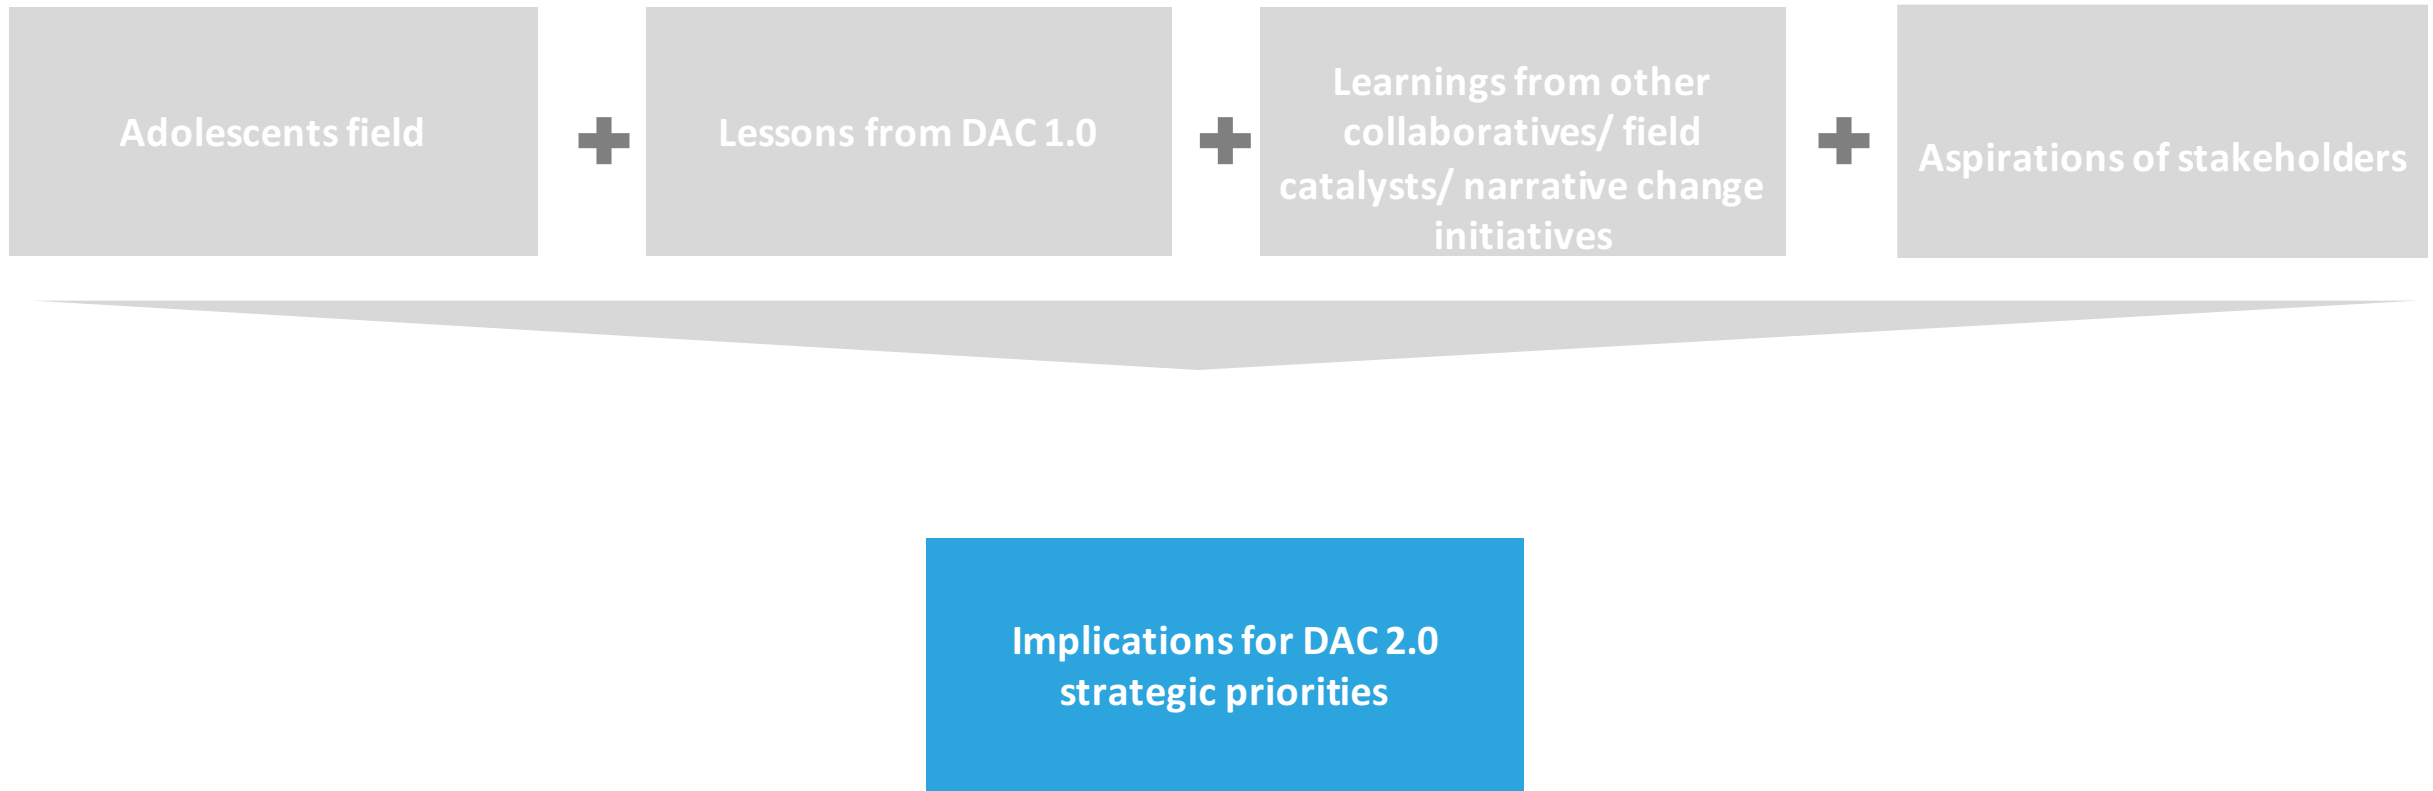 Adolescents field
Lessons from DAC 1.0
Learnings from other
collaboratives/ field
catalysts/ narrative change
initiatives
Aspirations of stakeholders
Implications for DAC 2.0
strategic priorities